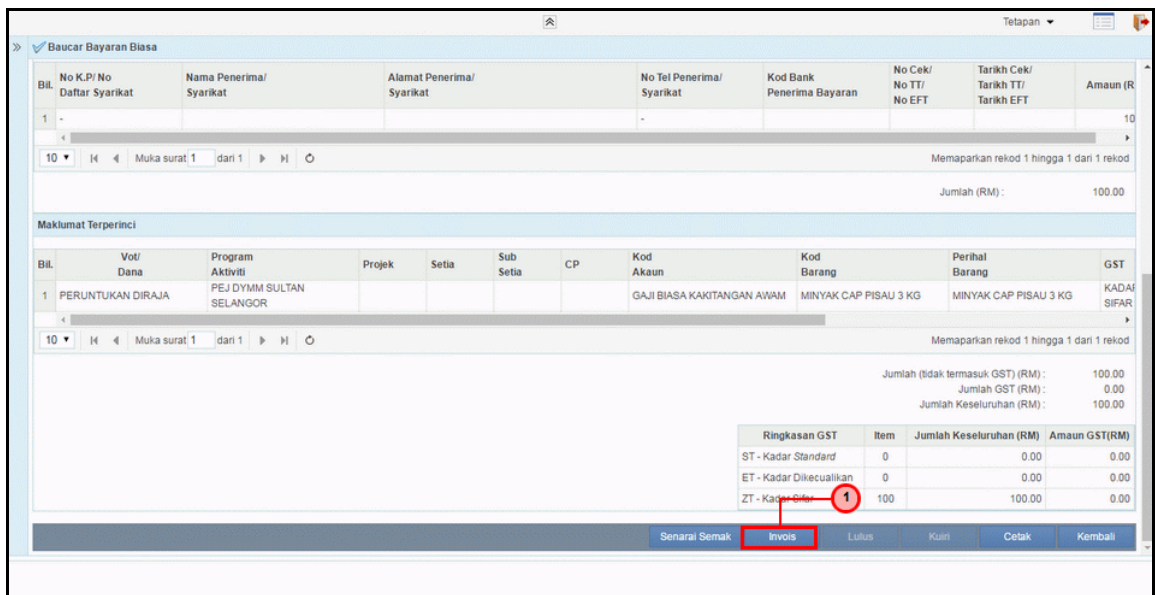 Tetapan
Baucar Bayaran Biasa
Bil. No K.P/ No Daftar Syarikat Nama Penerima/ Syarikat Alamat Penerima/ Syarikat No Tel Penerima/ Syarikat Kod Bank Penerima Bayaran No Cek/ No TT/ No EFT Tarikh Cek/ Tarikh TT/ Tarikh EFT Amaun (R
1 - - 10
10 Muka surat 1 dari 1 Memaparkan rekod 1 hingga 1 dari 1 rekod
Jumlah (RM) : 100.00
Maklumat Terperinci
Bil. Vot/ Dana Program Aktiviti Projek Setia Sub Setia CP Kod Akaun Kod Barang Perihal Barang GST
1 PERUNTUKAN DIRAJA PEJ DYMM SULTAN SELANGOR GAJI BIASA KAKITANGAN AWAM MINYAK CAP PISAU 3 KG MINYAK CAP PISAU 3 KG KADAR SIFAR
10 Muka surat 1 dari 1 Memaparkan rekod 1 hingga 1 dari 1 rekod
Jumlah (tidak termasuk GST) (RM) : 100.00
Jumlah GST (RM) : 0.00
Jumlah Keseluruhan (RM) : 100.00
Ringkasan GST Item Jumlah Keseluruhan (RM) Amaun GST(RM)
ST - Kadar Standard 0 0.00 0.00
ET - Kadar Dikecualikan 0 0.00 0.00
ZT - Kadar Sifar 100 100.00 0.00
1
Senarai Semak Invois Lulus Kuiri Cetak Kembali